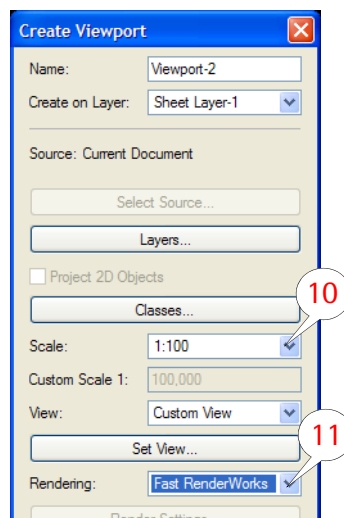 Create Viewport
Name: Viewport-2
Create on Layer: Sheet Layer-1
Source: Current Document
Select Source...
Layers...
Project 2D Objects
Classes...
10
Scale: 1:100
Custom Scale 1: 100,000
View: Custom View
11
Set View...
Rendering: Fast RenderWorks
Render Settings